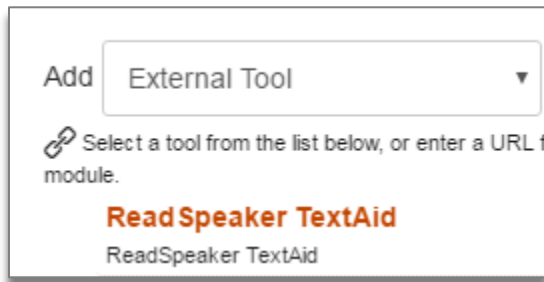 Add External Tool
Select a tool from the list below, or enter a URL
module.
ReadSpeaker TextAid
ReadSpeaker TextAid